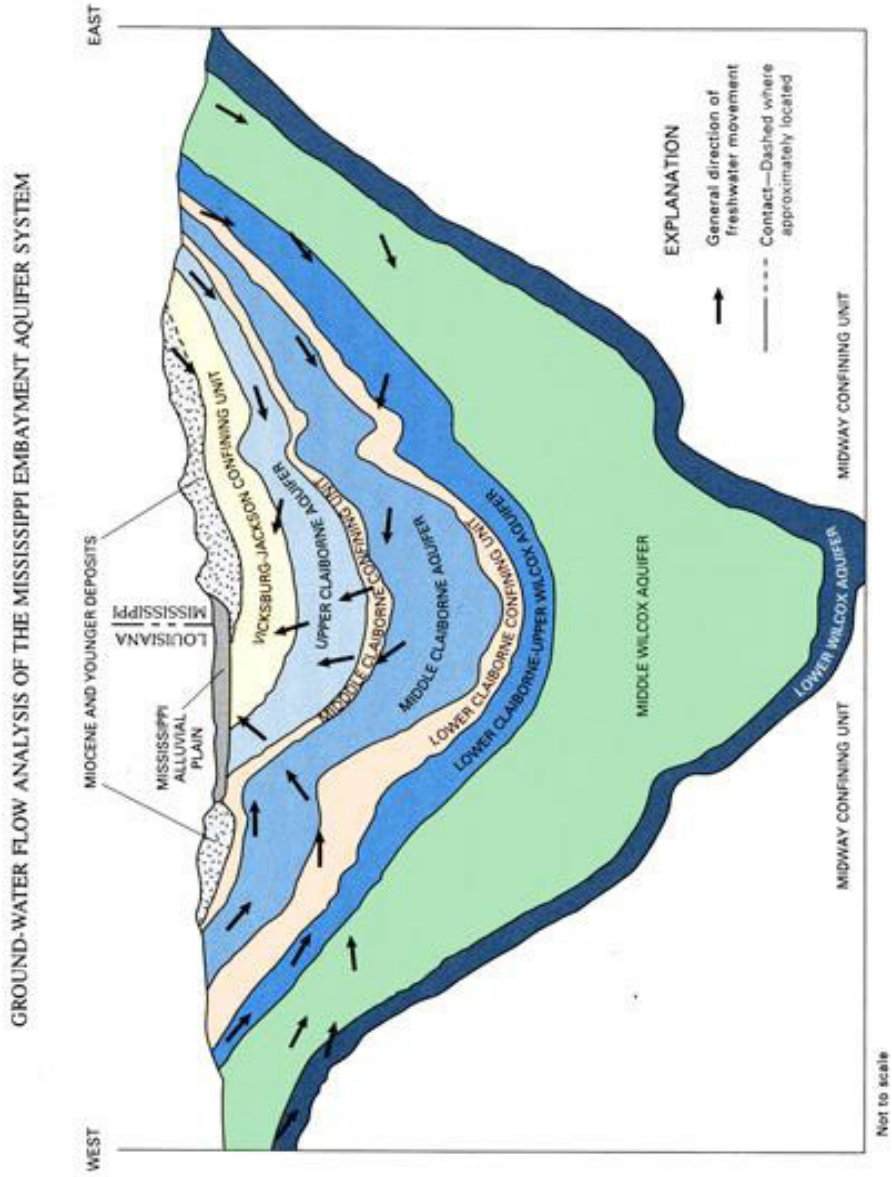 GROUND-WATER FLOW ANALYSIS OF THE MISSISSIPPI EMBAYMENT AQUIFER SYSTEM
WEST
EAST
MIOCENE AND YOUNGER DEPOSITS
MISSISSIPPI
ALLUVIAL
PLAIN
LOUISIANA
MISSISSIPPI
VICKSBURG-JACKSON CONFINING UNIT
UPPER CLAIBORNE AQUIFER
MIDDDLE CLAIBORNE CONFINING UNIT
MIDDLE CLAIBORNE AQUIFER
LOWER CLAIBORNE CONFINING UNIT
LOWER CLAIBORNE-UPPER WILCOX AQUIFER
MIDDLE WILCOX AQUIFER
LOWER WILCOX AQUIFER
MIDWAY CONFINING UNIT
MIDWAY CONFINING UNIT
EXPLANATION
General direction of
freshwater movement
Contact—Dashed where
approximately located
Not to scale